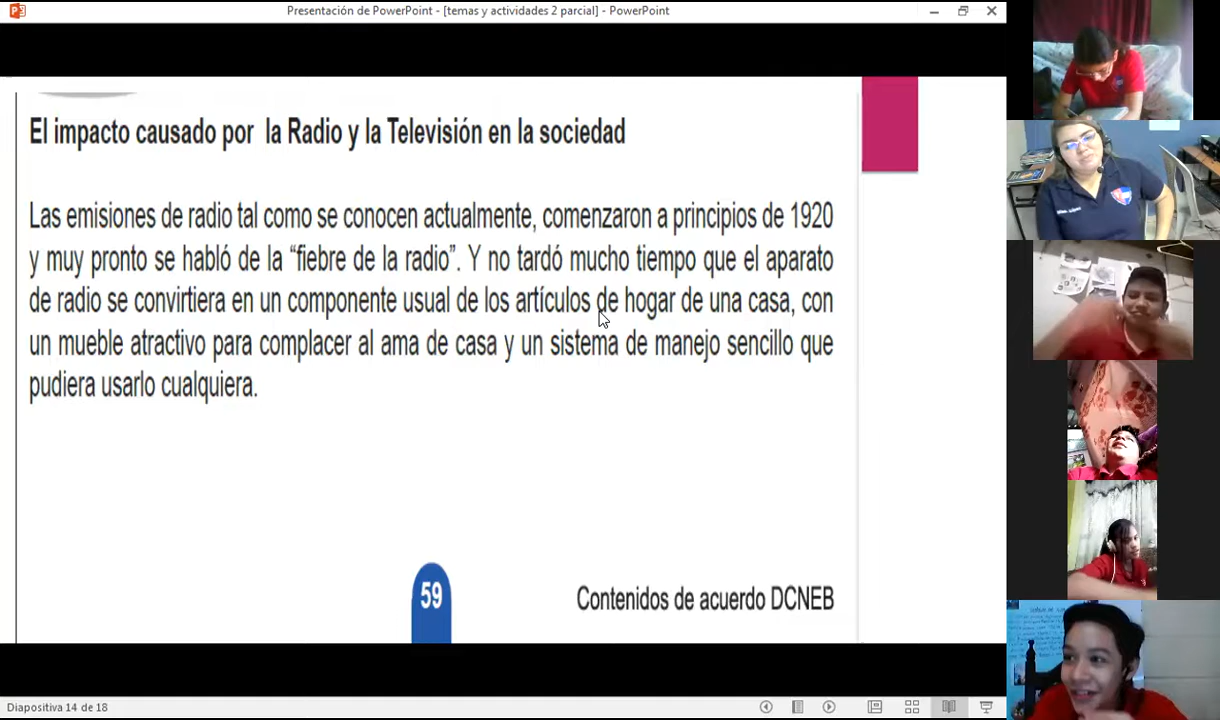 Presentación de PowerPoint - [temas y actividades 2 parcial] - PowerPoint
El impacto causado por la Radio y la Televisión en la sociedad
Las emisiones de radio tal como se conocen actualmente, comenzaron a principios de 1920
y muy pronto se habló de la “fiebre de la radio”. Y no tardó mucho tiempo que el aparato
de radio se convirtiera en un componente usual de los artículos de hogar de una casa, con
un mueble atractivo para complacer al ama de casa y un sistema de manejo sencillo que
pudiera usarlo cualquiera.
59
Contenidos de acuerdo DCNEB
Diapositiva 14 de 18